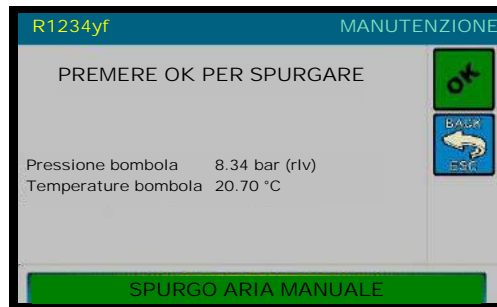 R1234yf MANUTENZIONE
PREMERE OK PER SPURGARE
OK
BACK
ESC
Pressione bombola 8.34 bar (rlv)
Temperature bombola 20.70 °C
SPURGO ARIA MANUALE